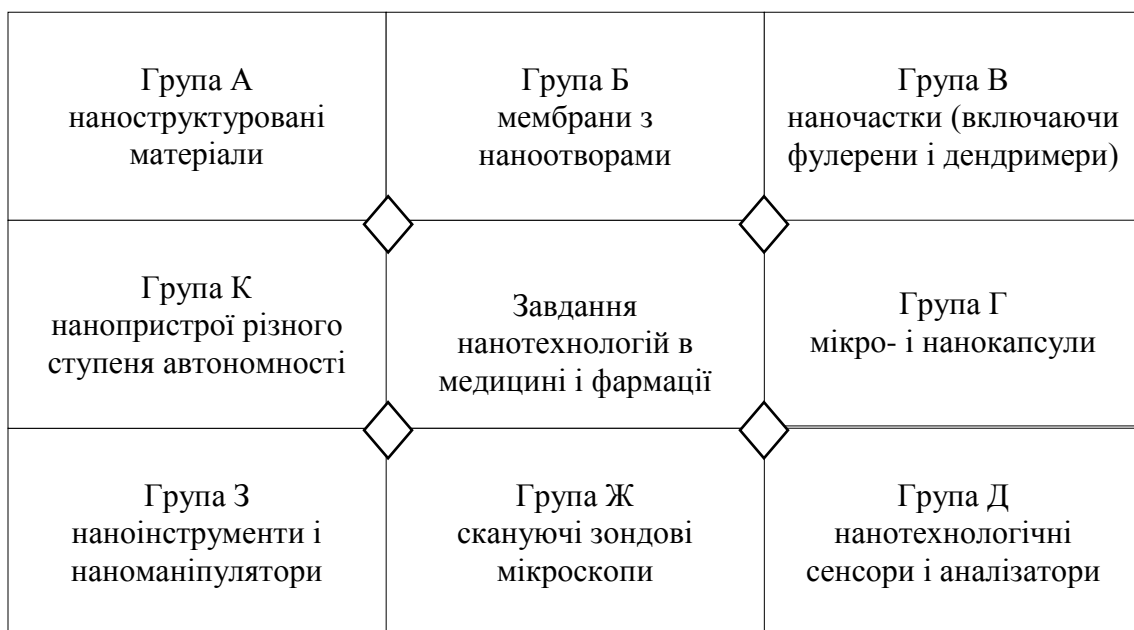 Група А
наноструктуровані
матеріали
Група Б
мембрани з
наноотворами
Група В
наночастки (включаючи
фулерени і дендримери)
Група К
нанопристрої різного
ступеня автономності
Завдання
нанотехнологій в
медицині і фармації
Група Г
мікро- і нанокапсули
Група З
наноінструменти і
наноманіпулятори
Група Ж
скануючі зондові
мікроскопи
Група Д
нанотехнологічні
сенсори і аналізатори